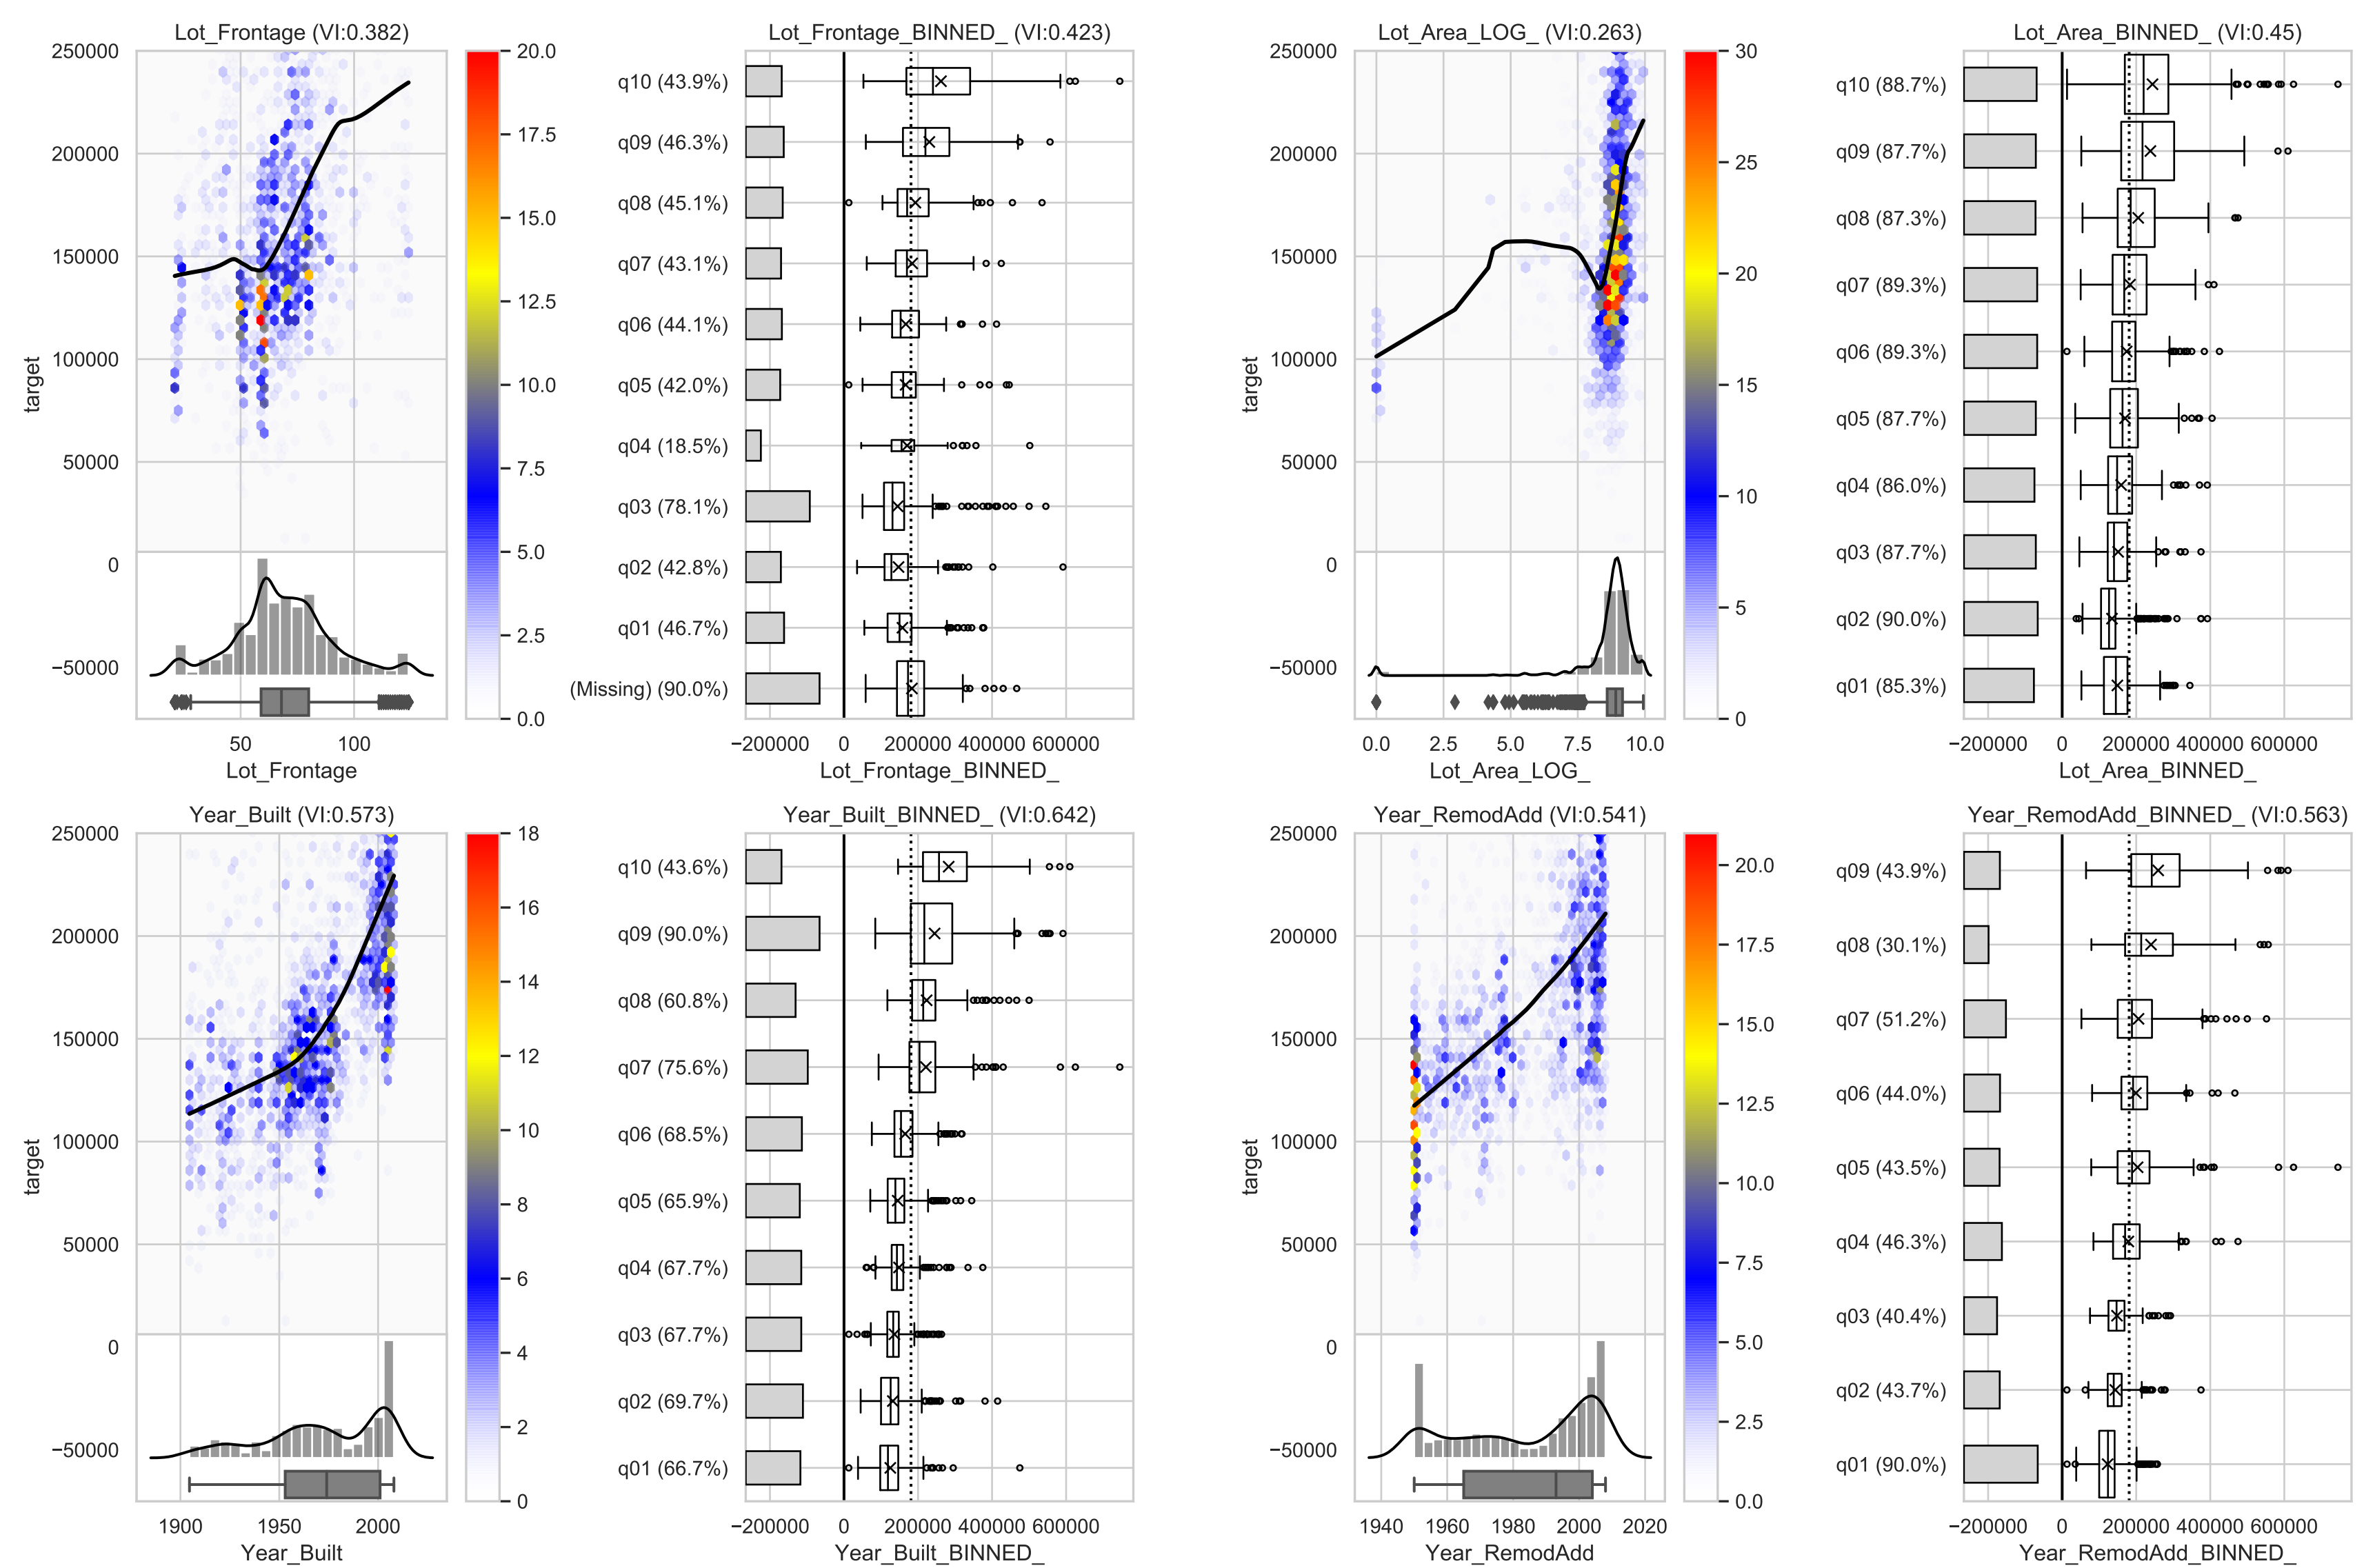 Lot_Frontage (VI:0.382)
250000
200000
150000
100000
50000
0
−50000
target
50
100
Lot_Frontage
20.0
17.5
15.0
12.5
10.0
7.5
5.0
2.5
0.0
Lot_Frontage_BINNED_ (VI:0.423)
q10 (43.9%)
q09 (46.3%)
q08 (45.1%)
q07 (43.1%)
q06 (44.1%)
q05 (42.0%)
q04 (18.5%)
q03 (78.1%)
q02 (42.8%)
q01 (46.7%)
(Missing) (90.0%)
−200000
0
200000
400000
600000
Lot_Frontage_BINNED_
Lot_Area_LOG_ (VI:0.263)
250000
200000
150000
100000
50000
0
−50000
target
0.0
2.5
5.0
7.5
10.0
Lot_Area_LOG_
30
25
20
15
10
5
0
Lot_Area_BINNED_ (VI:0.45)
q10 (88.7%)
q09 (87.7%)
q08 (87.3%)
q07 (89.3%)
q06 (89.3%)
q05 (87.7%)
q04 (86.0%)
q03 (87.7%)
q02 (90.0%)
q01 (85.3%)
−200000
0
200000
400000
600000
Lot_Area_BINNED_
Year_Built (VI:0.573)
250000
200000
150000
100000
50000
0
−50000
target
1900
1950
2000
Year_Built
18
16
14
12
10
8
6
4
2
0
Year_Built_BINNED_ (VI:0.642)
q10 (43.6%)
q09 (90.0%)
q08 (60.8%)
q07 (75.6%)
q06 (68.5%)
q05 (65.9%)
q04 (67.7%)
q03 (67.7%)
q02 (69.7%)
q01 (66.7%)
−200000
0
200000
400000
600000
Year_Built_BINNED_
Year_RemodAdd (VI:0.541)
250000
200000
150000
100000
50000
0
−50000
target
1940
1960
1980
2000
2020
Year_RemodAdd
20.0
17.5
15.0
12.5
10.0
7.5
5.0
2.5
0.0
Year_RemodAdd_BINNED_ (VI:0.563)
q09 (43.9%)
q08 (30.1%)
q07 (51.2%)
q06 (44.0%)
q05 (43.5%)
q04 (46.3%)
q03 (40.4%)
q02 (43.7%)
q01 (90.0%)
−200000
0
200000
400000
600000
Year_RemodAdd_BINNED_